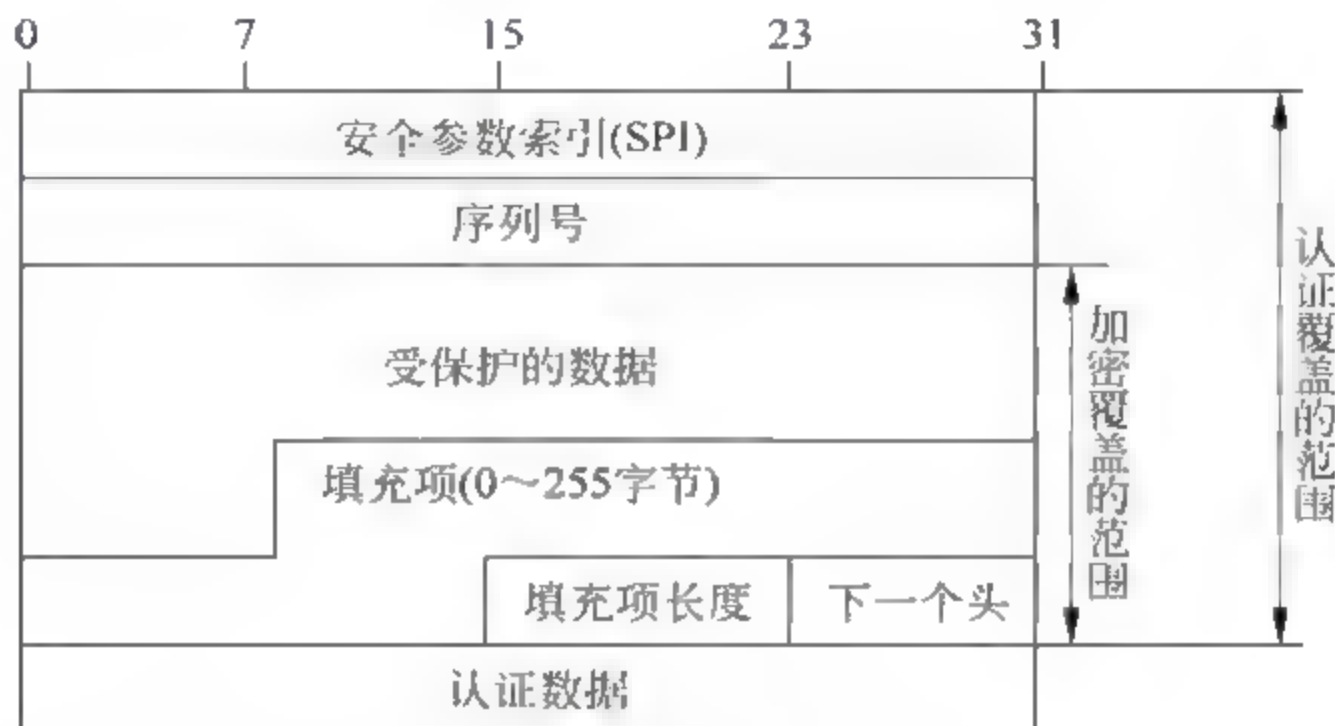 0 7 15 23 31
安全参数索引(SPI)
序列号
受保护的数据
填充项(0~255字节)
填充项长度
下一个头
认证数据
加密覆盖的范围
认证覆盖的范围